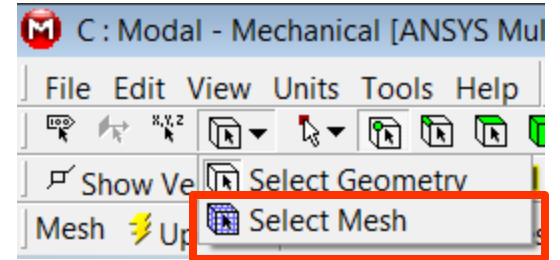 C : Modal - Mechanical [ANSYS Mul
File Edit View Units Tools Help
X,Y,Z
Show Ve Select Geometry
Select Mesh
Mesh Up